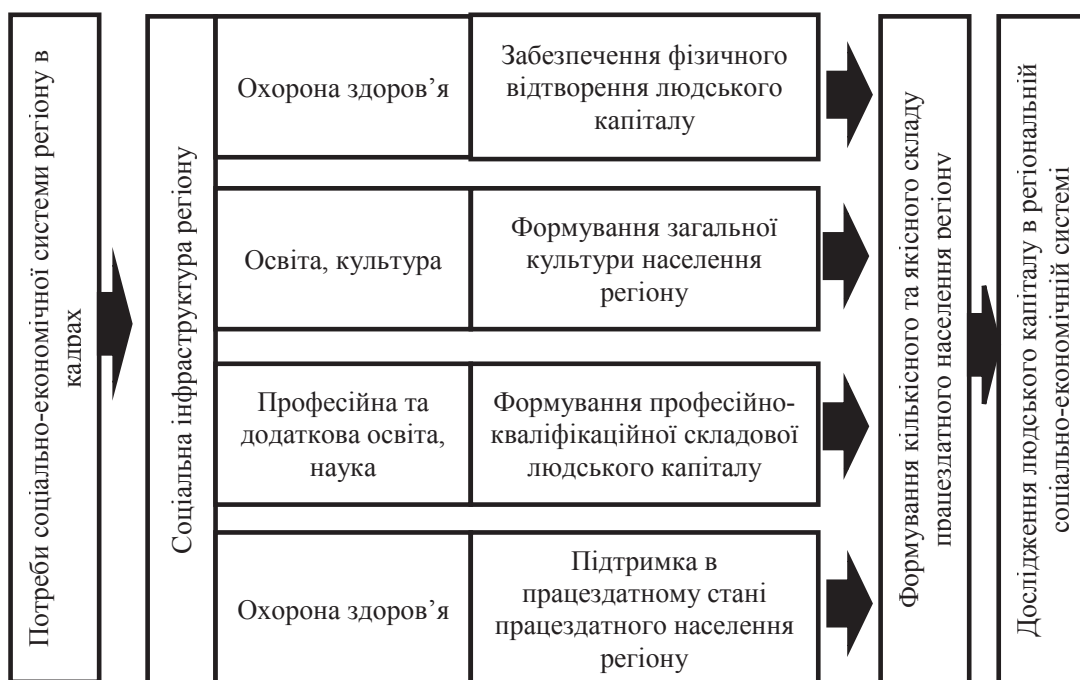 Потреби соціально-економічної системи регіону в
кадрах
Соціальна інфраструктура регіону
Охорона здоров’я
Забезпечення фізичного
відтворення людського
капіталу
Освіта, культура
Формування загальної
культури населення
регіону
Професійна та
додаткова освіта,
наука
Формування професійно-
кваліфікаційної складової
людського капіталу
Охорона здоров’я
Підтримка в
працездатному стані
працездатного населення
регіону
Формування кількісного та якісного складу
працездатного населення регіону
Дослідження людського капіталу в регіональній
соціально-економічній системі